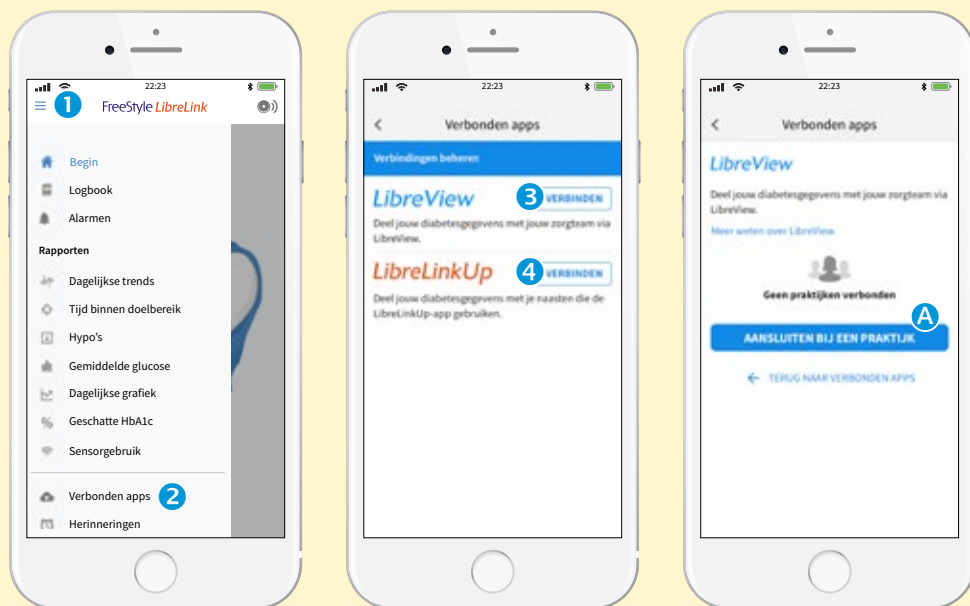 22:23
1
FreeStyle LibreLink
Begin
Logboek
Alarmen
Rapporten
Dagelijkse trends
Tijd binnen doelbereik
Hypo's
Gemiddelde glucose
Dagelijkse grafiek
Geschatte HbA1c
Sensorgebruik
Verbonden apps 2
Herinneringen
22:23
Verbonden apps
Verbindingen beheren
LibreView 3 VERBINDEN
Deel jouw diabetesgegevens met jouw zorgteam via
LibreView.
LibreLinkUp 4 VERBINDEN
Deel jouw diabetesgegevens met je naasten die de
LibreLinkUp-app gebruiken.
22:23
Verbonden apps
LibreView
Deel jouw diabetesgegevens met jouw zorgteam via
LibreView.
Meer weten over LibreView
Geen praktijken verbonden
A
AANSLUITEN BIJ EEN PRAKTIJK
← TERUG NAAR VERBONDEN APPS